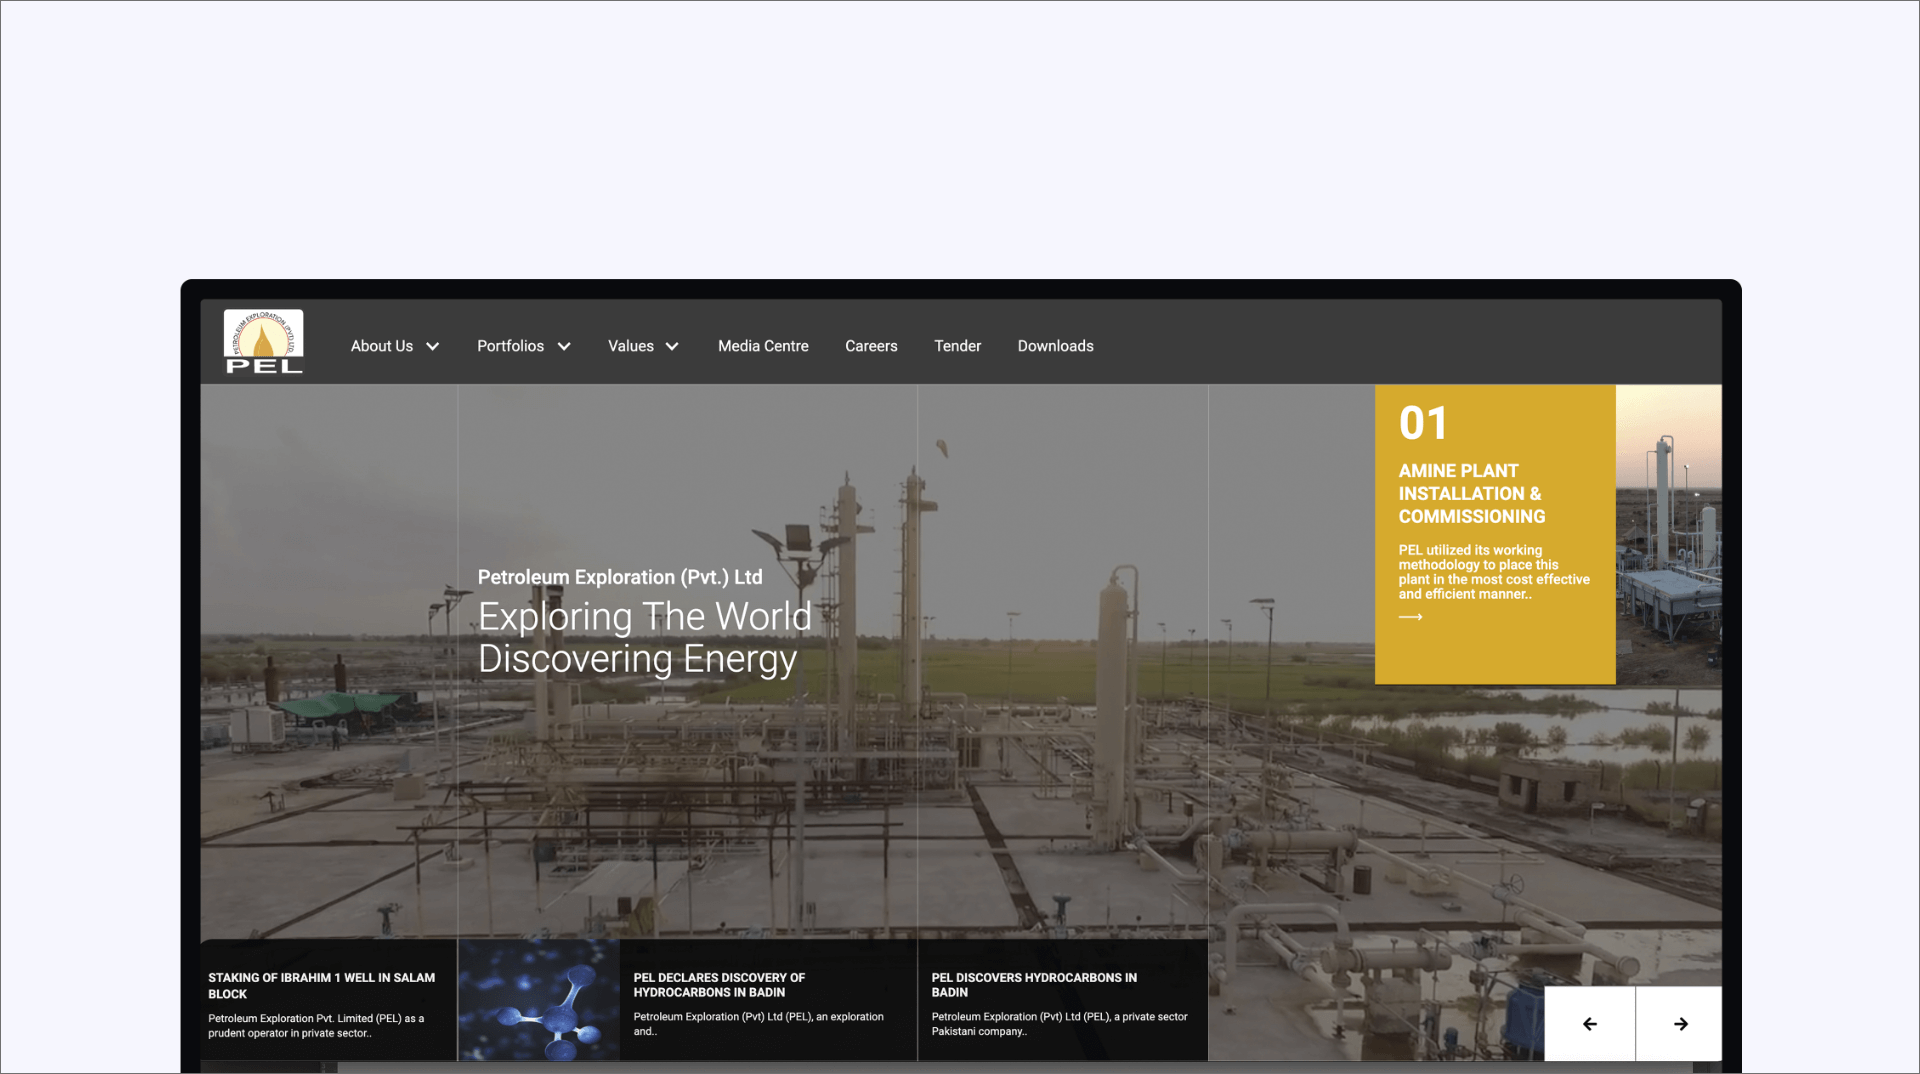 PETROLEUM EXPLORATION (PVT) LTD.
PEL
About Us
Portfolios
Values
Media Centre
Careers
Tender
Downloads
Petroleum Exploration (Pvt.) Ltd
Exploring The World
Discovering Energy
01
AMINE PLANT
INSTALLATION &
COMMISSIONING
PEL utilized its working
methodology to place this
plant in the most cost effective
and efficient manner..
STAKING OF IBRAHIM 1 WELL IN SALAM
BLOCK
Petroleum Exploration Pvt. Limited (PEL) as a
prudent operator in private sector..
PEL DECLARES DISCOVERY OF
HYDROCARBONS IN BADIN
Petroleum Exploration (Pvt) Ltd (PEL), an exploration
and..
PEL DISCOVERS HYDROCARBONS IN
BADIN
Petroleum Exploration (Pvt) Ltd (PEL), a private sector
Pakistani company..